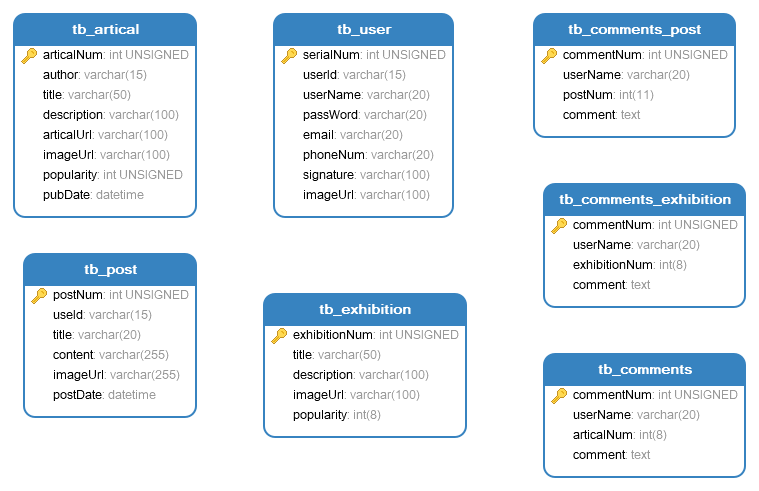 tb_artical
articalNum: int UNSIGNED
author: varchar(15)
title: varchar(50)
description: varchar(100)
articalUrl: varchar(100)
imageUrl: varchar(100)
popularity: int UNSIGNED
pubDate: datetime
tb_user
serialNum: int UNSIGNED
userId: varchar(15)
userName: varchar(20)
passWord: varchar(20)
email: varchar(20)
phoneNum: varchar(20)
signature: varchar(100)
imageUrl: varchar(100)
tb_comments_post
commentNum: int UNSIGNED
userName: varchar(20)
postNum: int(11)
comment: text
tb_comments_exhibition
commentNum: int UNSIGNED
userName: varchar(20)
exhibitionNum: int(8)
comment: text
tb_post
postNum: int UNSIGNED
useId: varchar(15)
title: varchar(20)
content: varchar(255)
imageUrl: varchar(255)
postDate: datetime
tb_exhibition
exhibitionNum: int UNSIGNED
title: varchar(50)
description: varchar(100)
imageUrl: varchar(100)
popularity: int(8)
tb_comments
commentNum: int UNSIGNED
userName: varchar(20)
articalNum: int(8)
comment: text